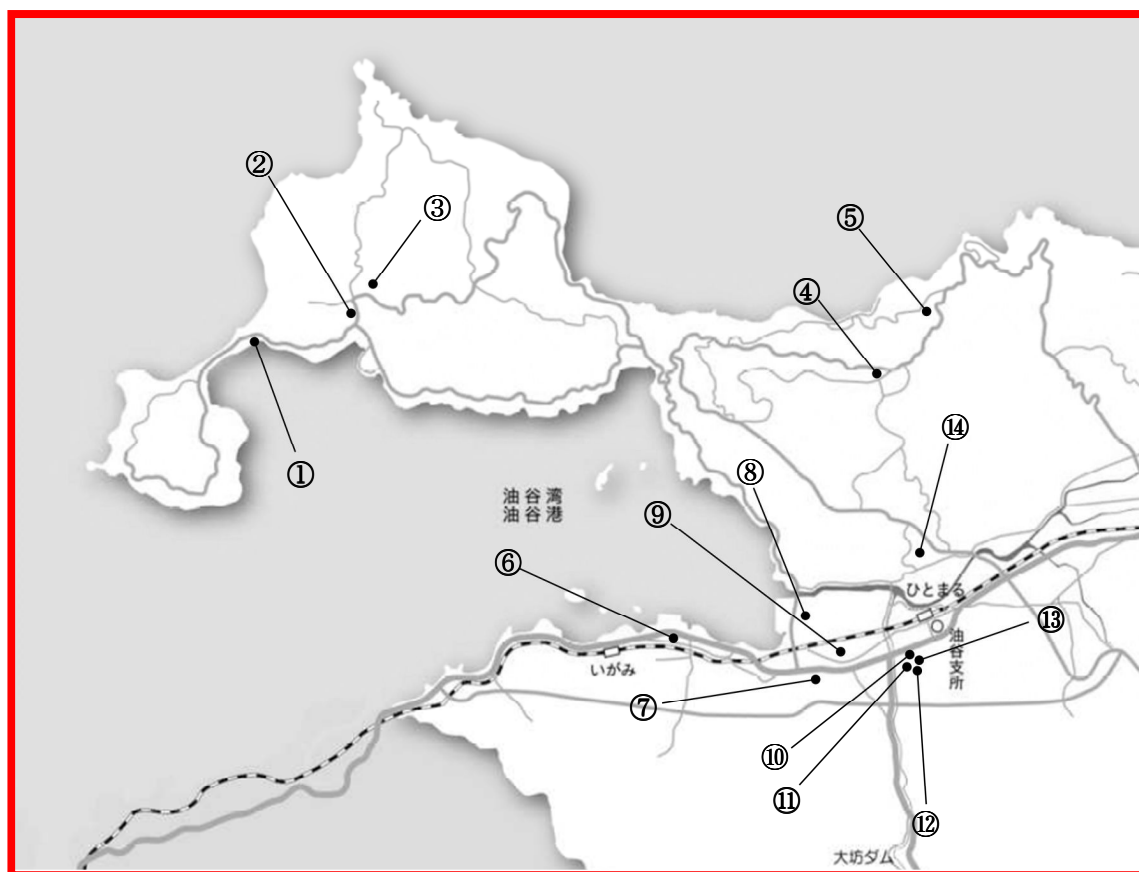 ②
③
⑤
④
①
⑭
⑧
油谷湾
油谷港
⑨
⑥
ひとまる
⑬
いがみ
油谷支所
⑦
⑩
⑪
⑫
大坊ダム